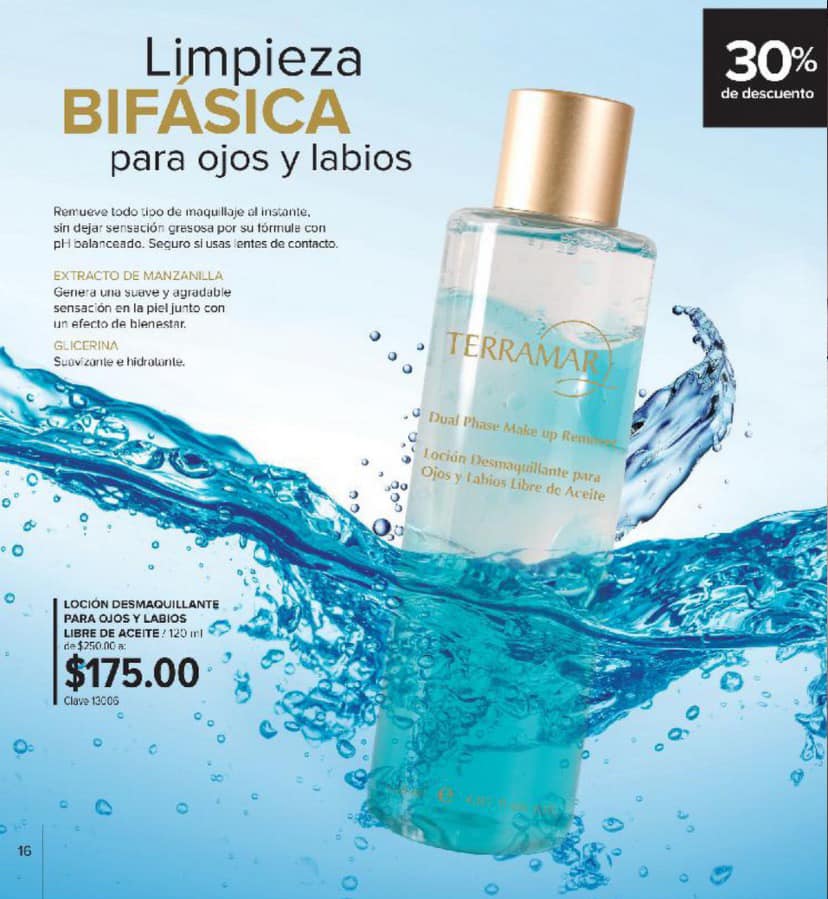 Limpieza
BIFÁSICA
para ojos y labios
30%
de descuento
Remueve todo tipo de maquillaje al instante,
sin dejar sensación grasosa por su fórmula con
pH balanceado. Seguro si usas lentes de contacto.
EXTRACTO DE MANZANILLA
Genera una suave y agradable
sensación en la piel junto con
un efecto de bienestar.
GLICERINA
Suavizante e hidratante.
TERRAMAR
Dual Phase Make up Remover
Loción Desmaquillante para
Ojos y Labios Libre de Aceite
LOCIÓN DESMAQUILLANTE
PARA OJOS Y LABIOS
LIBRE DE ACEITE / 120 ml
de $250.00 a:
$175.00
Clave 13006
16